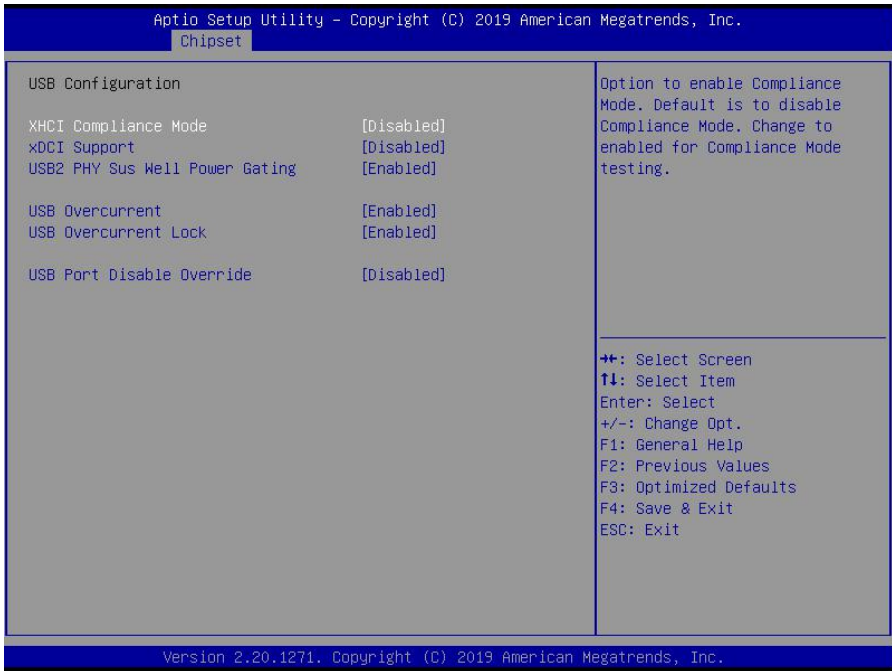 Aptio Setup Utility – Copyright (C) 2019 American Megatrends, Inc.
Chipset
USB Configuration
XHCI Compliance Mode [Disabled]
xDCI Support [Disabled]
USB2 PHY Sus Well Power Gating [Enabled]
USB Overcurrent [Enabled]
USB Overcurrent Lock [Enabled]
USB Port Disable Override [Disabled]
Option to enable Compliance
Mode. Default is to disable
Compliance Mode. Change to
enabled for Compliance Mode
testing.
→←: Select Screen
↑↓: Select Item
Enter: Select
+/-: Change Opt.
F1: General Help
F2: Previous Values
F3: Optimized Defaults
F4: Save & Exit
ESC: Exit
Version 2.20.1271. Copyright (C) 2019 American Megatrends, Inc.